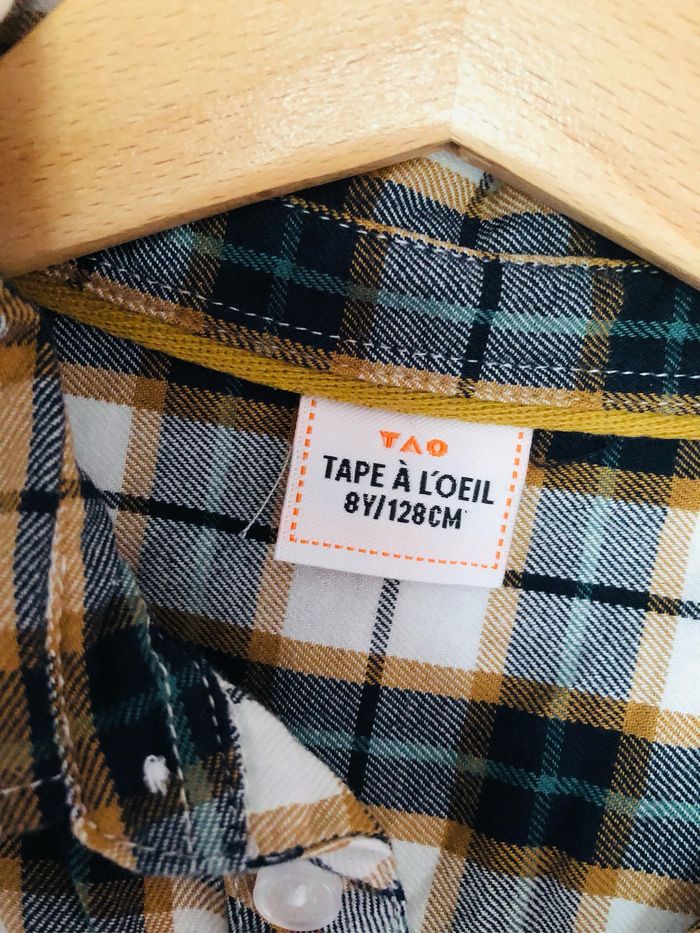 TAO
TAPE À L'OEIL
8Y/128CM